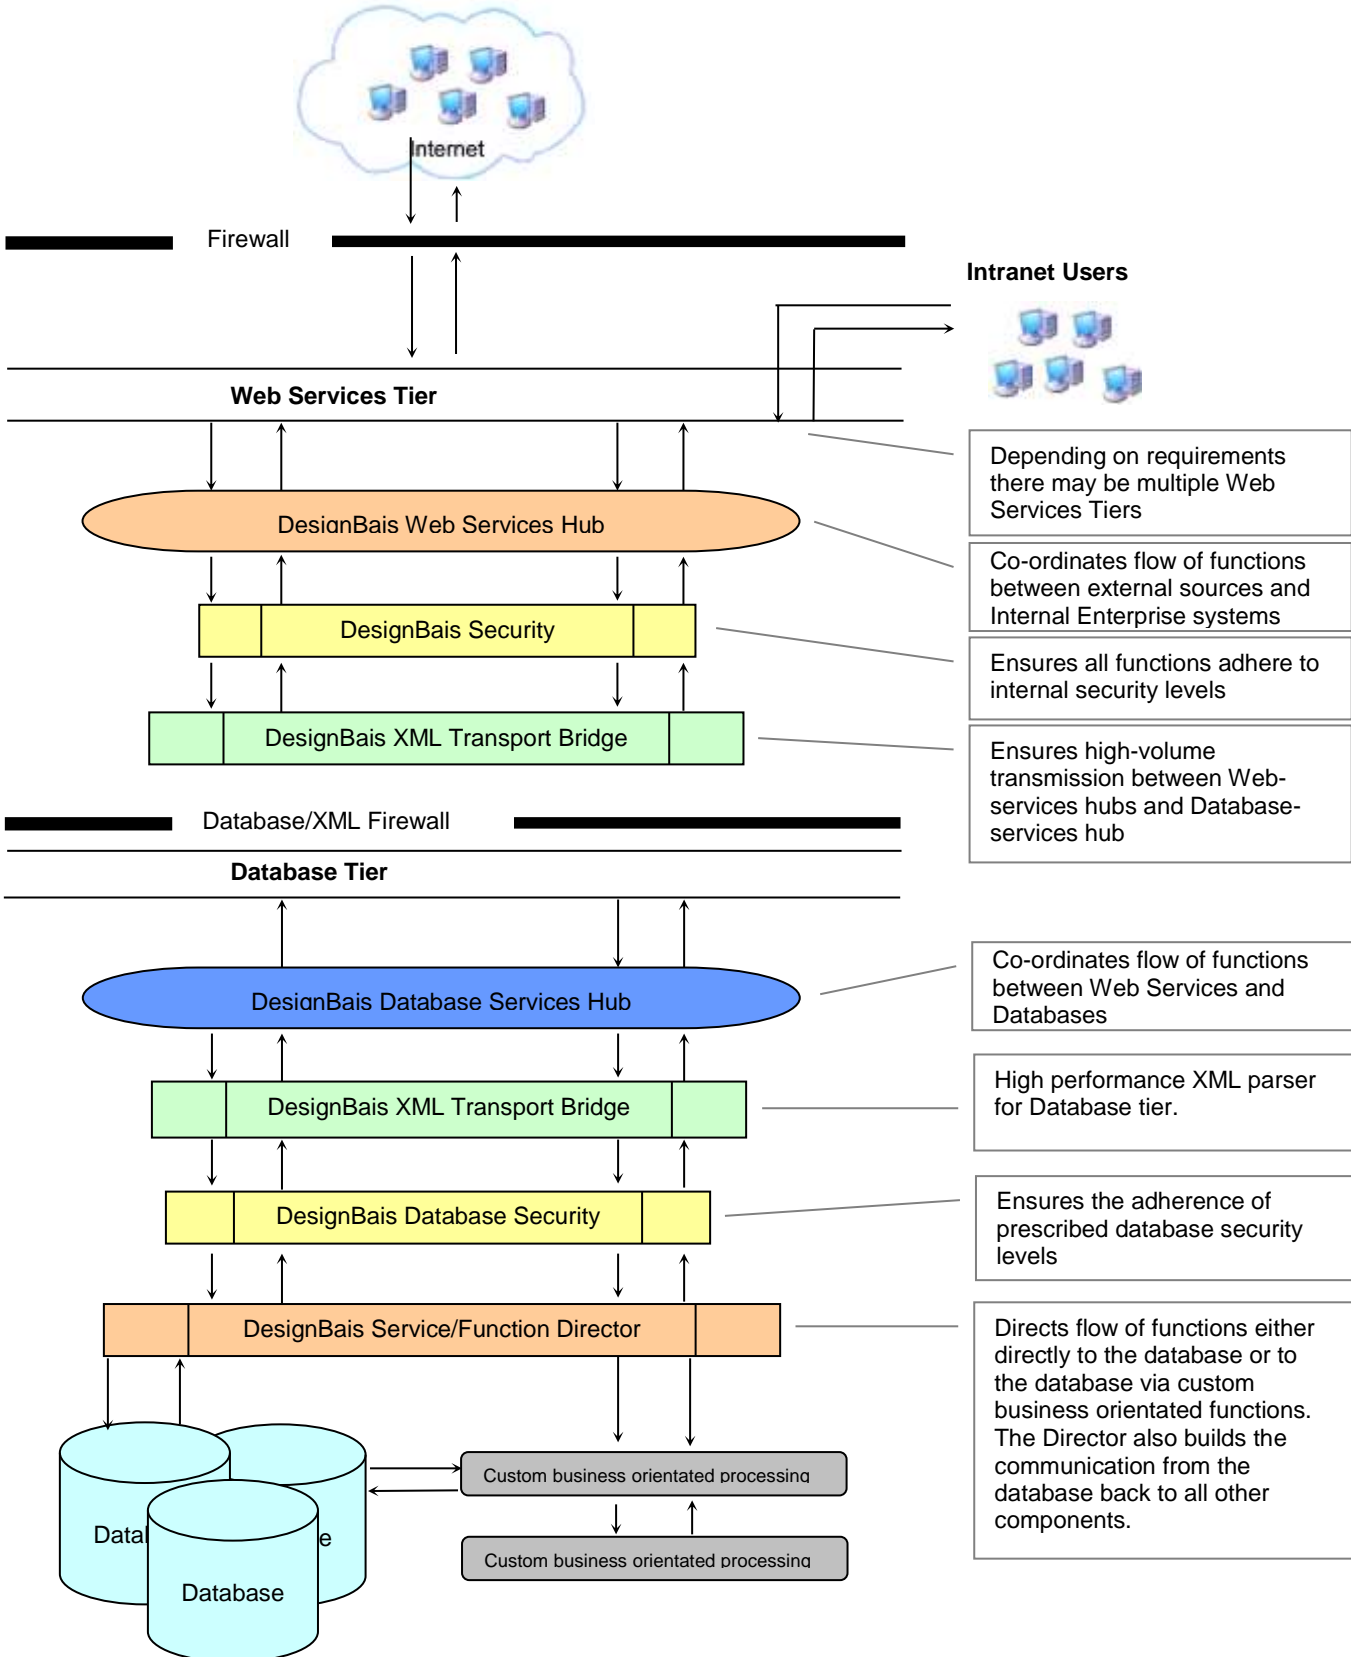 Internet
Firewall
Intranet Users
Web Services Tier
Depending on requirements
there may be multiple Web
Services Tiers
DesignBais Web Services Hub
Co-ordinates flow of functions
between external sources and
Internal Enterprise systems
DesignBais Security
Ensures all functions adhere to
internal security levels
DesignBais XML Transport Bridge
Ensures high-volume
transmission between Web-
services hubs and Database-
services hub
Database/XML Firewall
Database Tier
DesignBais Database Services Hub
Co-ordinates flow of functions
between Web Services and
Databases
DesignBais XML Transport Bridge
High performance XML parser
for Database tier.
DesignBais Database Security
Ensures the adherence of
prescribed database security
levels
DesignBais Service/Function Director
Directs flow of functions either
directly to the database or to
the database via custom
business orientated functions.
The Director also builds the
communication from the
database back to all other
components.
Custom business orientated processing
Custom business orientated processing
Database